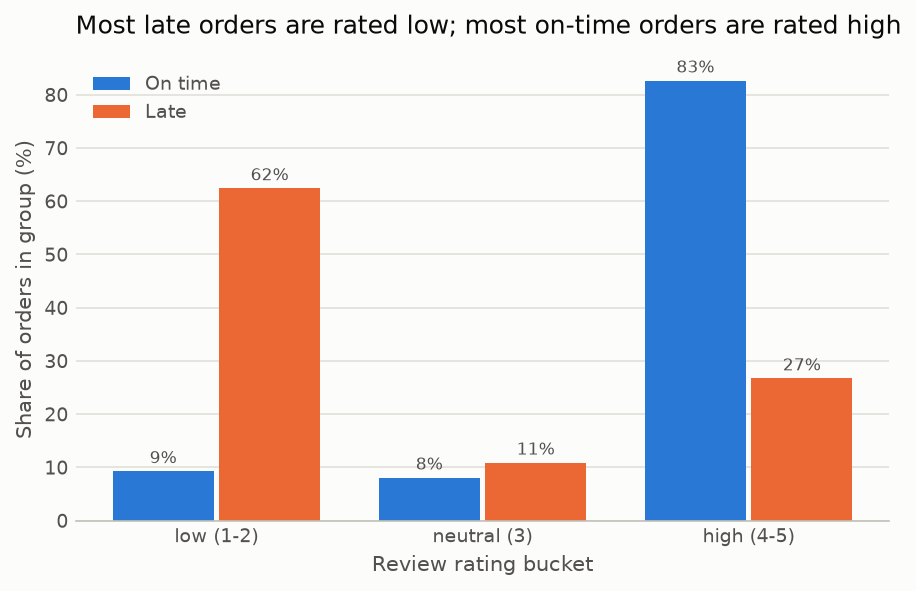 Most late orders are rated low; most on-time orders are rated high
On time
Late
Share of orders in group (%)
80
70
60
50
40
30
20
10
0
9%
62%
8%
11%
83%
27%
low (1-2)
neutral (3)
high (4-5)
Review rating bucket